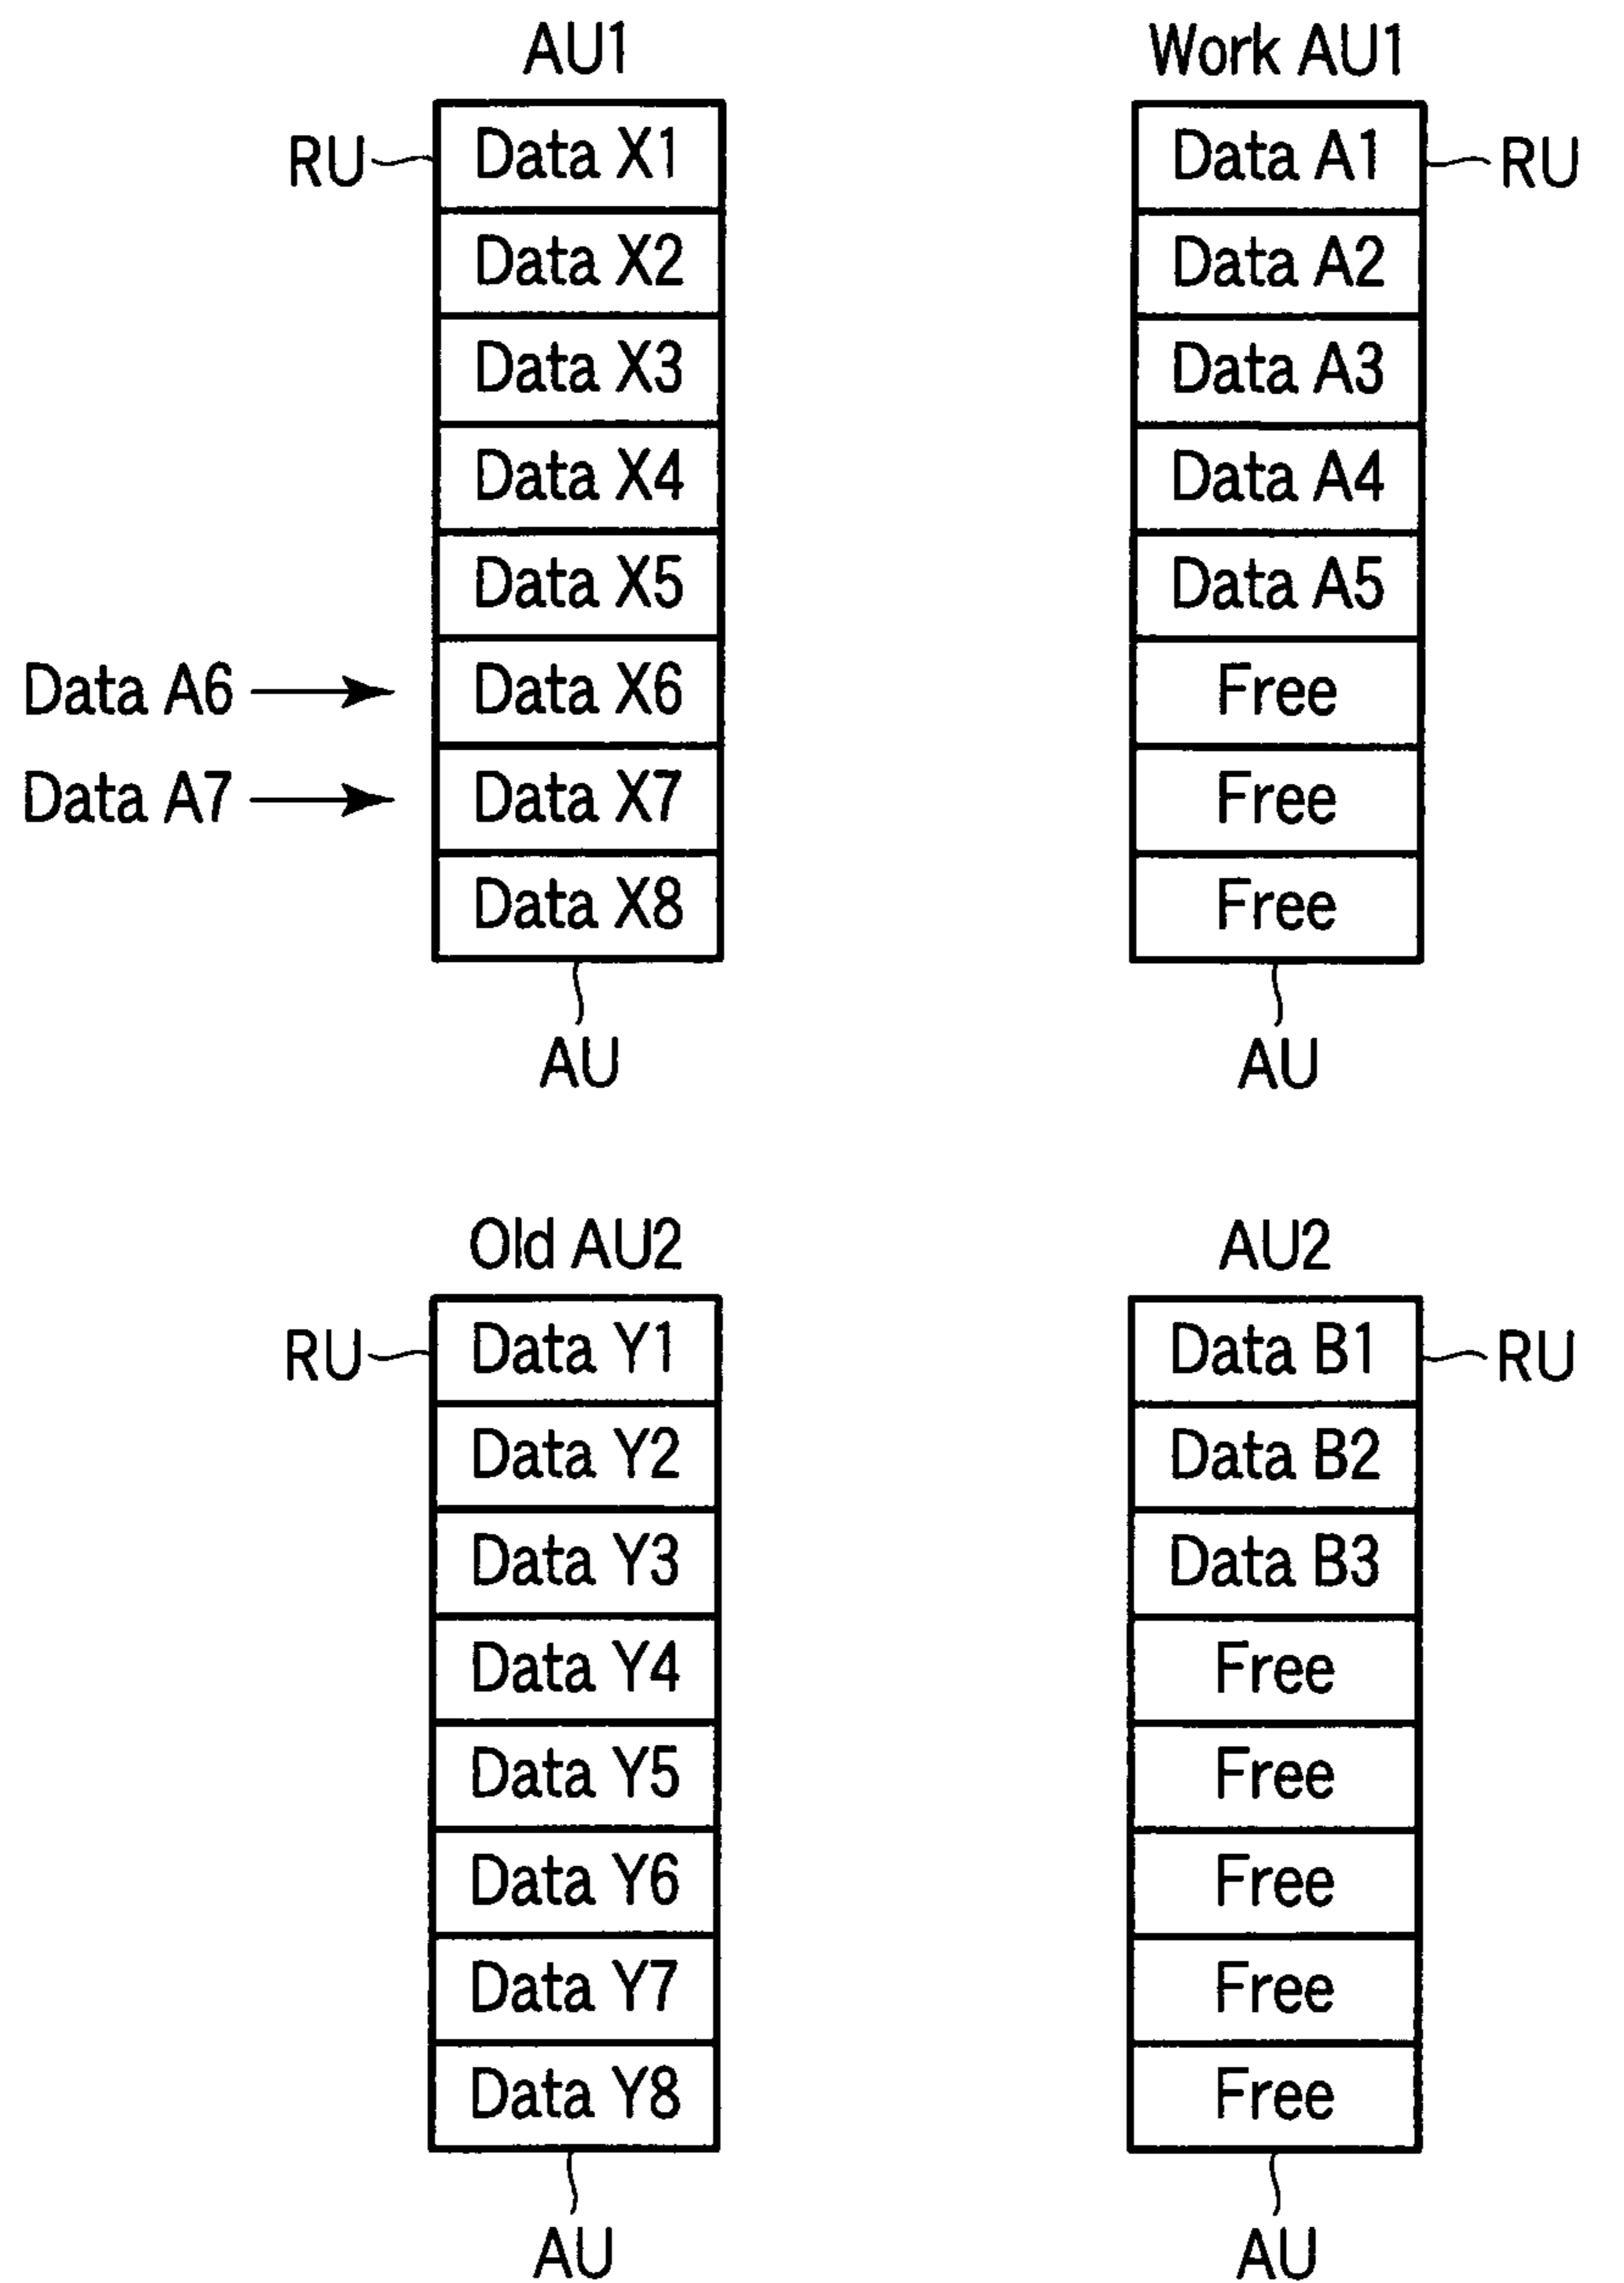 AU1
RU
Data X1
Data X2
Data X3
Data X4
Data X5
Data A6
Data X6
Data A7
Data X7
Data X8
AU
Work AU1
Data A1
RU
Data A2
Data A3
Data A4
Data A5
Free
Free
Free
AU
Old AU2
RU
Data Y1
Data Y2
Data Y3
Data Y4
Data Y5
Data Y6
Data Y7
Data Y8
AU
AU2
Data B1
RU
Data B2
Data B3
Free
Free
Free
Free
Free
AU